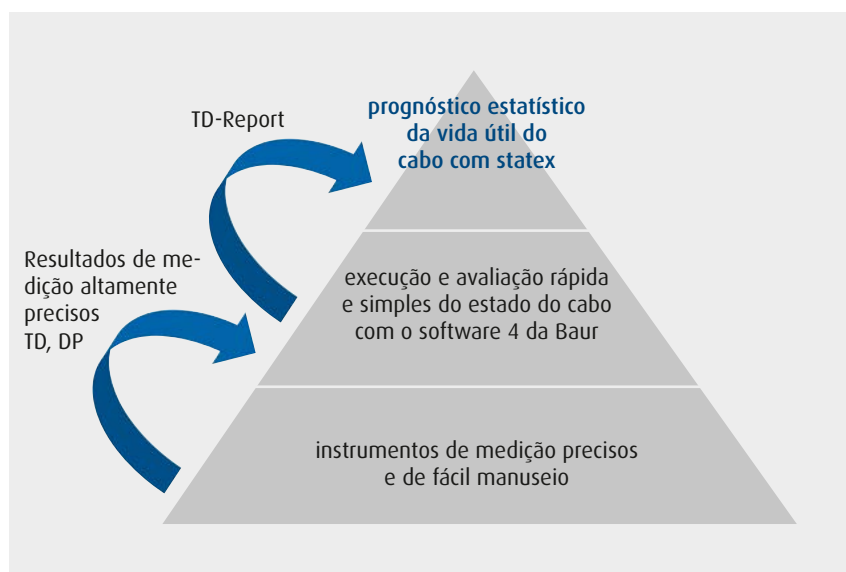 TD-Report
prognóstico estatístico
da vida útil do
cabo com statex
Resultados de me-
dição altamente
precisos
TD, DP
execução e avaliação rápida
e simples do estado do cabo
com o software 4 da Baur
instrumentos de medição precisos
e de fácil manuseio